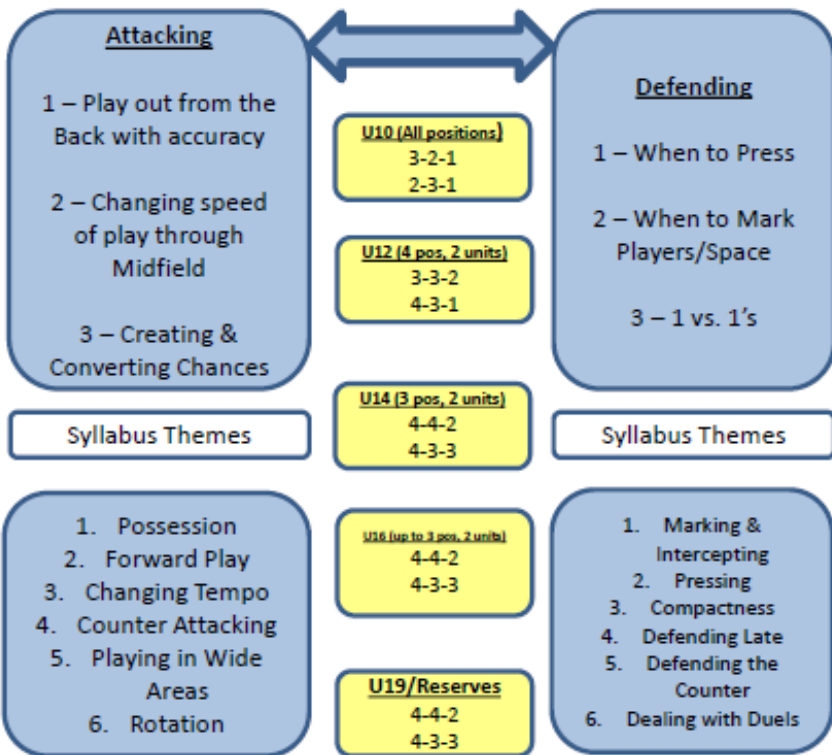 Attacking
1 – Play out from the
Back with accuracy
2 – Changing speed
of play through
Midfield
3 – Creating &
Converting Chances
Syllabus Themes
1. Possession
2. Forward Play
3. Changing Tempo
4. Counter Attacking
5. Playing in Wide
Areas
6. Rotation
U10 (All positions)
3-2-1
2-3-1
U12 (4 pos, 2 units)
3-3-2
4-3-1
U14 (3 pos, 2 units)
4-4-2
4-3-3
U16 (up to 3 pos, 2 units)
4-4-2
4-3-3
U19/Reserves
4-4-2
4-3-3
Defending
1 – When to Press
2 – When to Mark
Players/Space
3 – 1 vs. 1's
Syllabus Themes
1. Marking &
Intercepting
2. Pressing
3. Compactness
4. Defending Late
5. Defending the
Counter
6. Dealing with Duels